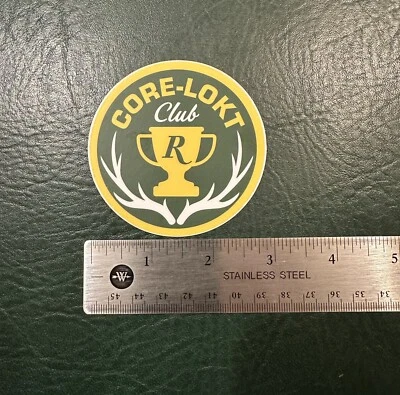 CORE-LOKT
Club
R
1 2 3 4 5
W
STAINLESS STEEL
45 44 43 42 41 40 39 38 37 36 35 34